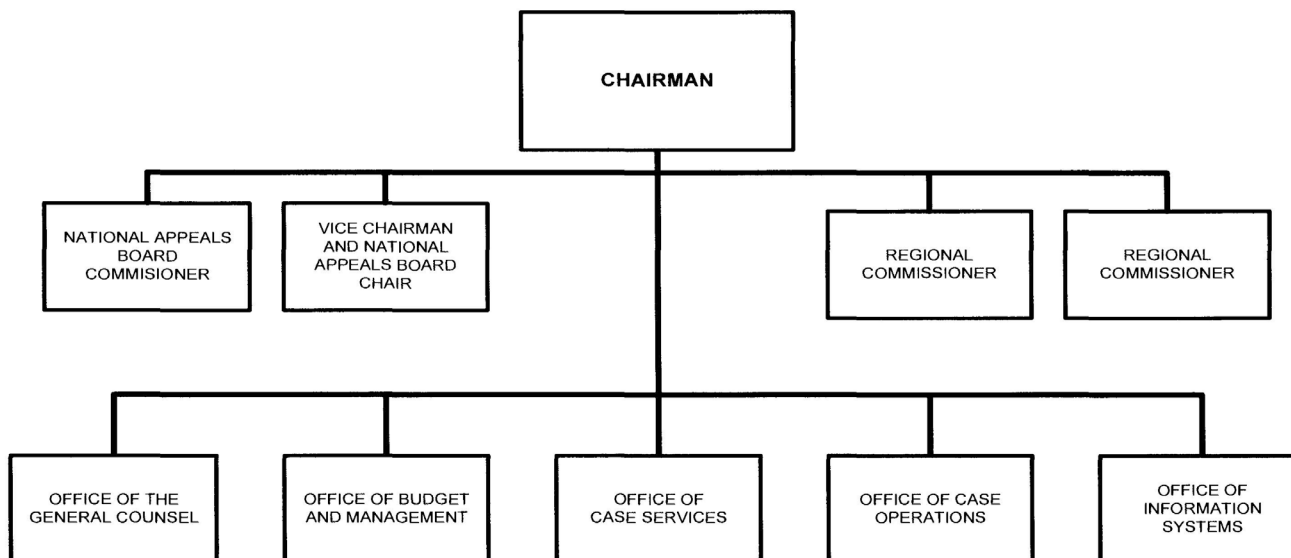 CHAIRMAN
NATIONAL APPEALS
BOARD
COMMISIONER
VICE CHAIRMAN
AND NATIONAL
APPEALS BOARD
CHAIR
REGIONAL
COMMISSIONER
REGIONAL
COMMISSIONER
OFFICE OF THE
GENERAL COUNSEL
OFFICE OF BUDGET
AND MANAGEMENT
OFFICE OF
CASE SERVICES
OFFICE OF CASE
OPERATIONS
OFFICE OF
INFORMATION
SYSTEMS